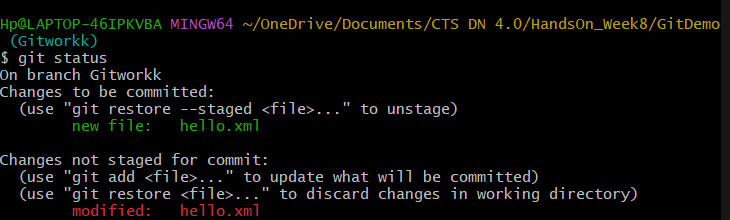 Hp@LAPTOP-46IPKVBA MINGW64 ~/OneDrive/Documents/CTS DN 4.0/HandsOn_Week8/GitDemo
(Gitworkk)
$ git status
On branch Gitworkk
Changes to be committed:
  (use "git restore --staged <file>..." to unstage)
        new file:   hello.xml

Changes not staged for commit:
  (use "git add <file>..." to update what will be committed)
  (use "git restore <file>..." to discard changes in working directory)
        modified:   hello.xml